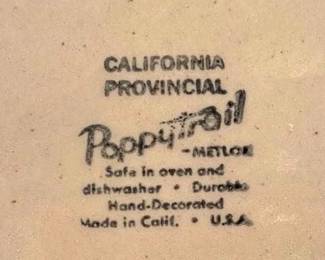 CALIFORNIA
PROVINCIAL
Poppytrail
-METLOX
Safe in oven and
dishwasher • Durable
Hand-Decorated
Made in Calif. • U.S.A.